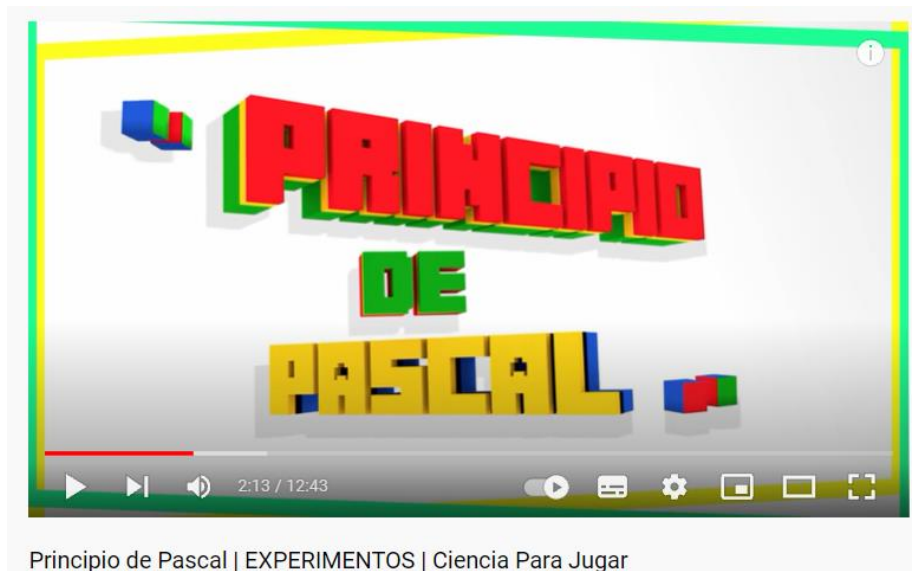 "PRINCIPIO
DE
PASCAL"
2:13 / 12:43
Principio de Pascal | EXPERIMENTOS | Ciencia Para Jugar